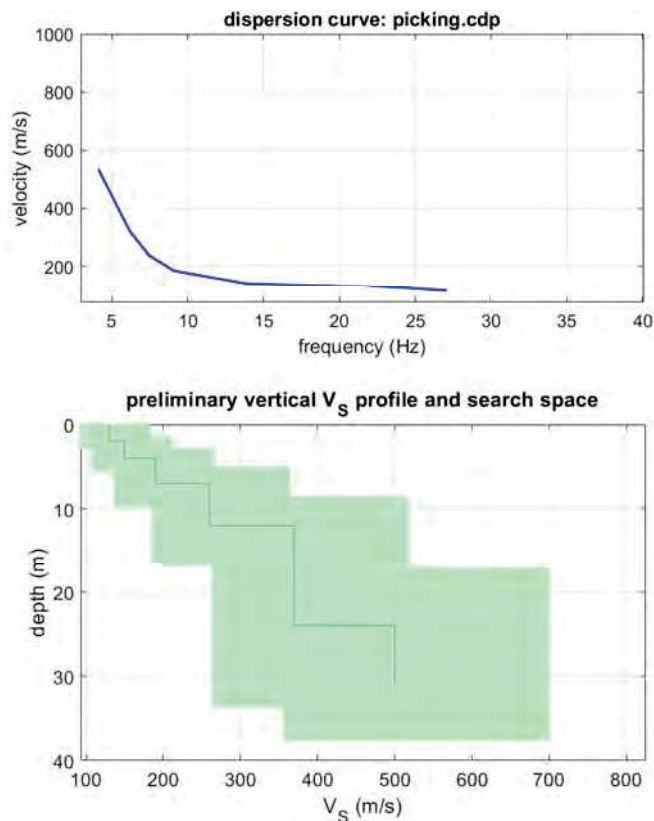 dispersion curve: picking.cdp
1000
800
600
400
200
velocity (m/s)
5 10 15 20 25 30 35 40
frequency (Hz)
preliminary vertical VS profile and search space
0
10
20
30
40
depth (m)
100 200 300 400 500 600 700 800
VS (m/s)